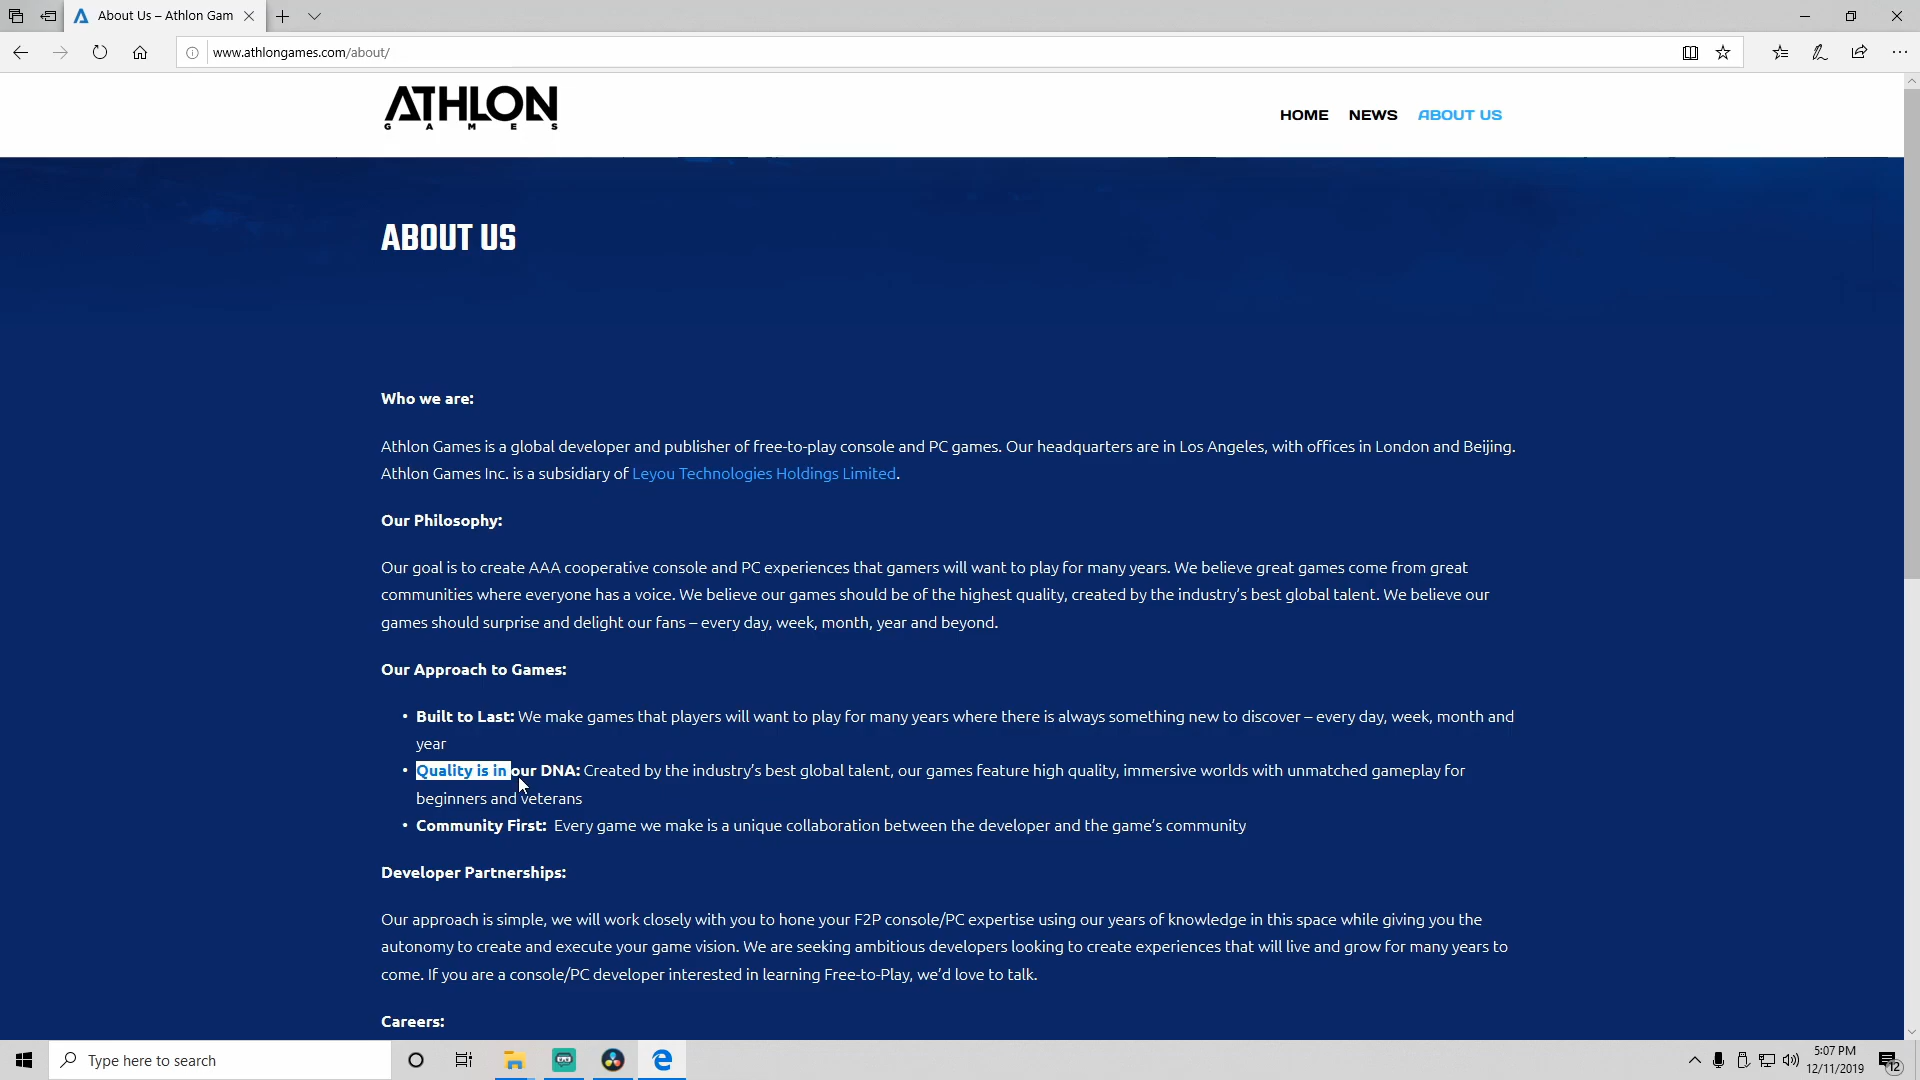 About Us – Athlon Gam
www.athlongames.com/about/
ATHLON
GAMES
HOME NEWS ABOUT US
ABOUT US
Who we are:
Athlon Games is a global developer and publisher of free-to-play console and PC games. Our headquarters are in Los Angeles, with offices in London and Beijing.
Athlon Games Inc. is a subsidiary of Leyou Technologies Holdings Limited.
Our Philosophy:
Our goal is to create AAA cooperative console and PC experiences that gamers will want to play for many years. We believe great games come from great
communities where everyone has a voice. We believe our games should be of the highest quality, created by the industry’s best global talent. We believe our
games should surprise and delight our fans – every day, week, month, year and beyond.
Our Approach to Games:
• Built to Last: We make games that players will want to play for many years where there is always something new to discover – every day, week, month and
year
• Quality is in our DNA: Created by the industry’s best global talent, our games feature high quality, immersive worlds with unmatched gameplay for
beginners and veterans
• Community First: Every game we make is a unique collaboration between the developer and the game’s community
Developer Partnerships:
Our approach is simple, we will work closely with you to hone your F2P console/PC expertise using our years of knowledge in this space while giving you the
autonomy to create and execute your game vision. We are seeking ambitious developers looking to create experiences that will live and grow for many years to
come. If you are a console/PC developer interested in learning Free-to-Play, we’d love to talk.
Careers:
Type here to search
5:07 PM
12/11/2019
12